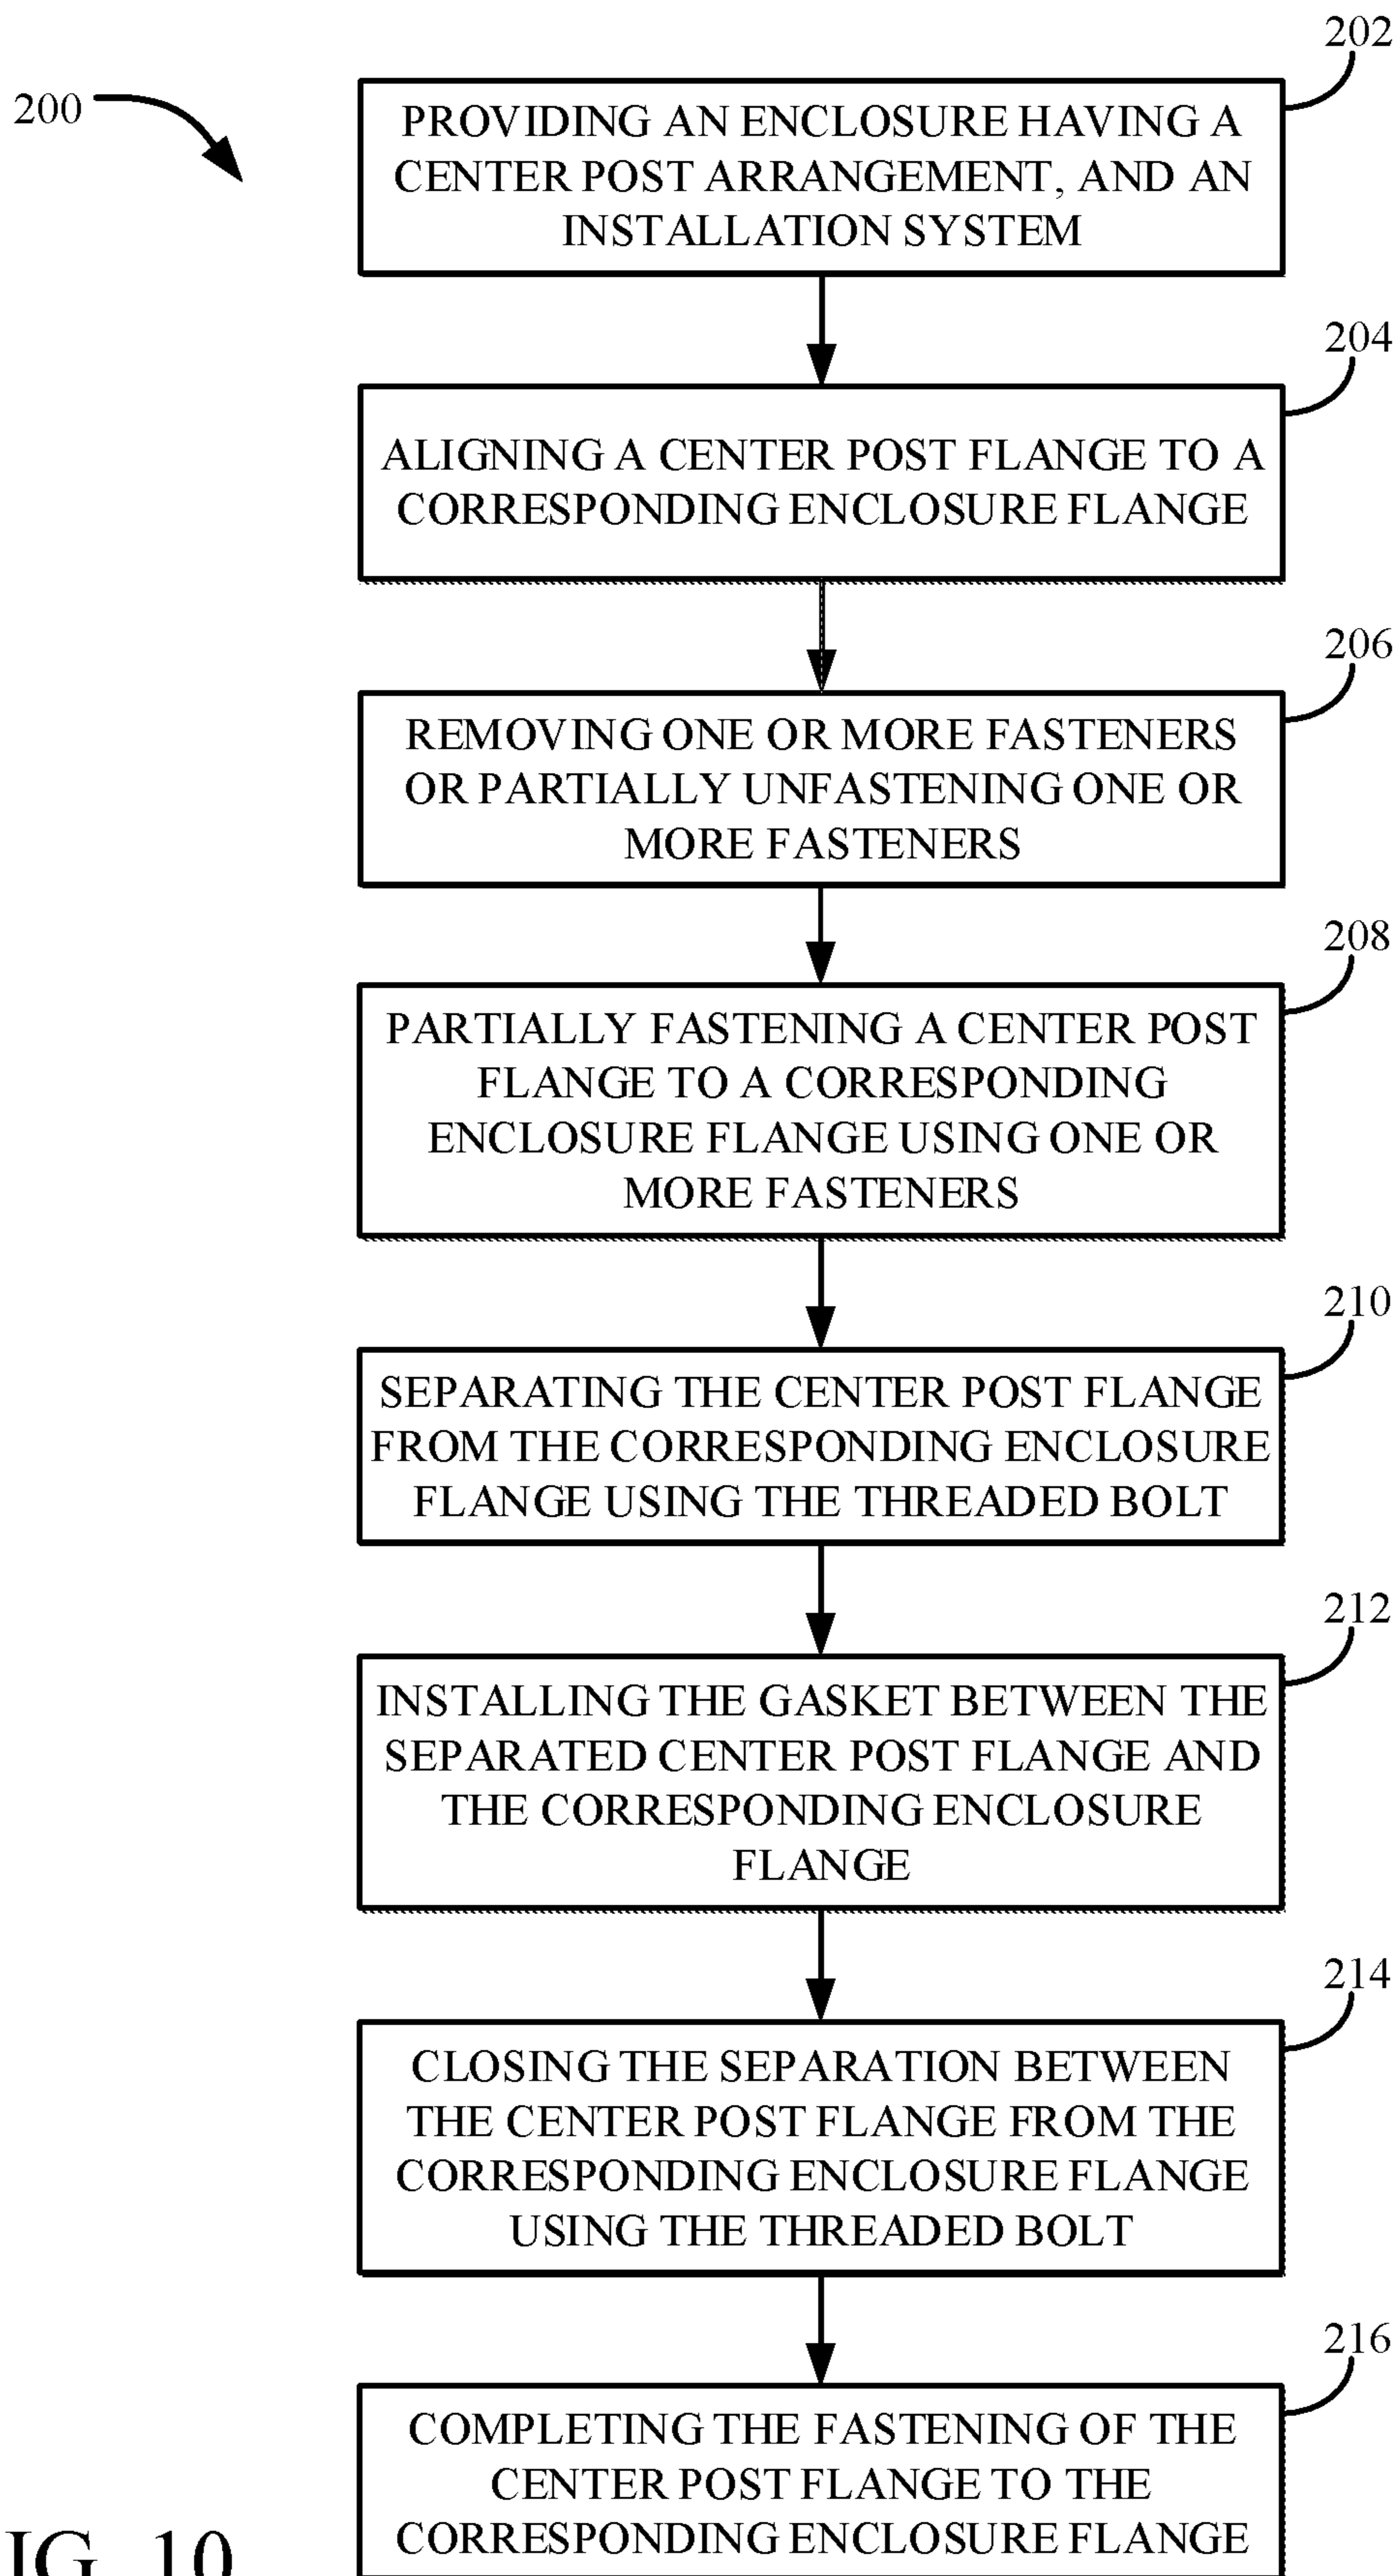 202
200
PROVIDING AN ENCLOSURE HAVING A
CENTER POST ARRANGEMENT, AND AN
INSTALLATION SYSTEM
204
ALIGNING A CENTER POST FLANGE TO A
CORRESPONDING ENCLOSURE FLANGE
206
REMOVING ONE OR MORE FASTENERS
OR PARTIALLY UNFASTENING ONE OR
MORE FASTENERS
208
PARTIALLY FASTENING A CENTER POST
FLANGE TO A CORRESPONDING
ENCLOSURE FLANGE USING ONE OR
MORE FASTENERS
210
SEPARATING THE CENTER POST FLANGE
FROM THE CORRESPONDING ENCLOSURE
FLANGE USING THE THREADED BOLT
212
INSTALLING THE GASKET BETWEEN THE
SEPARATED CENTER POST FLANGE AND
THE CORRESPONDING ENCLOSURE
FLANGE
214
CLOSING THE SEPARATION BETWEEN
THE CENTER POST FLANGE FROM THE
CORRESPONDING ENCLOSURE FLANGE
USING THE THREADED BOLT
216
COMPLETING THE FASTENING OF THE
CENTER POST FLANGE TO THE
CORRESPONDING ENCLOSURE FLANGE
IG. 10